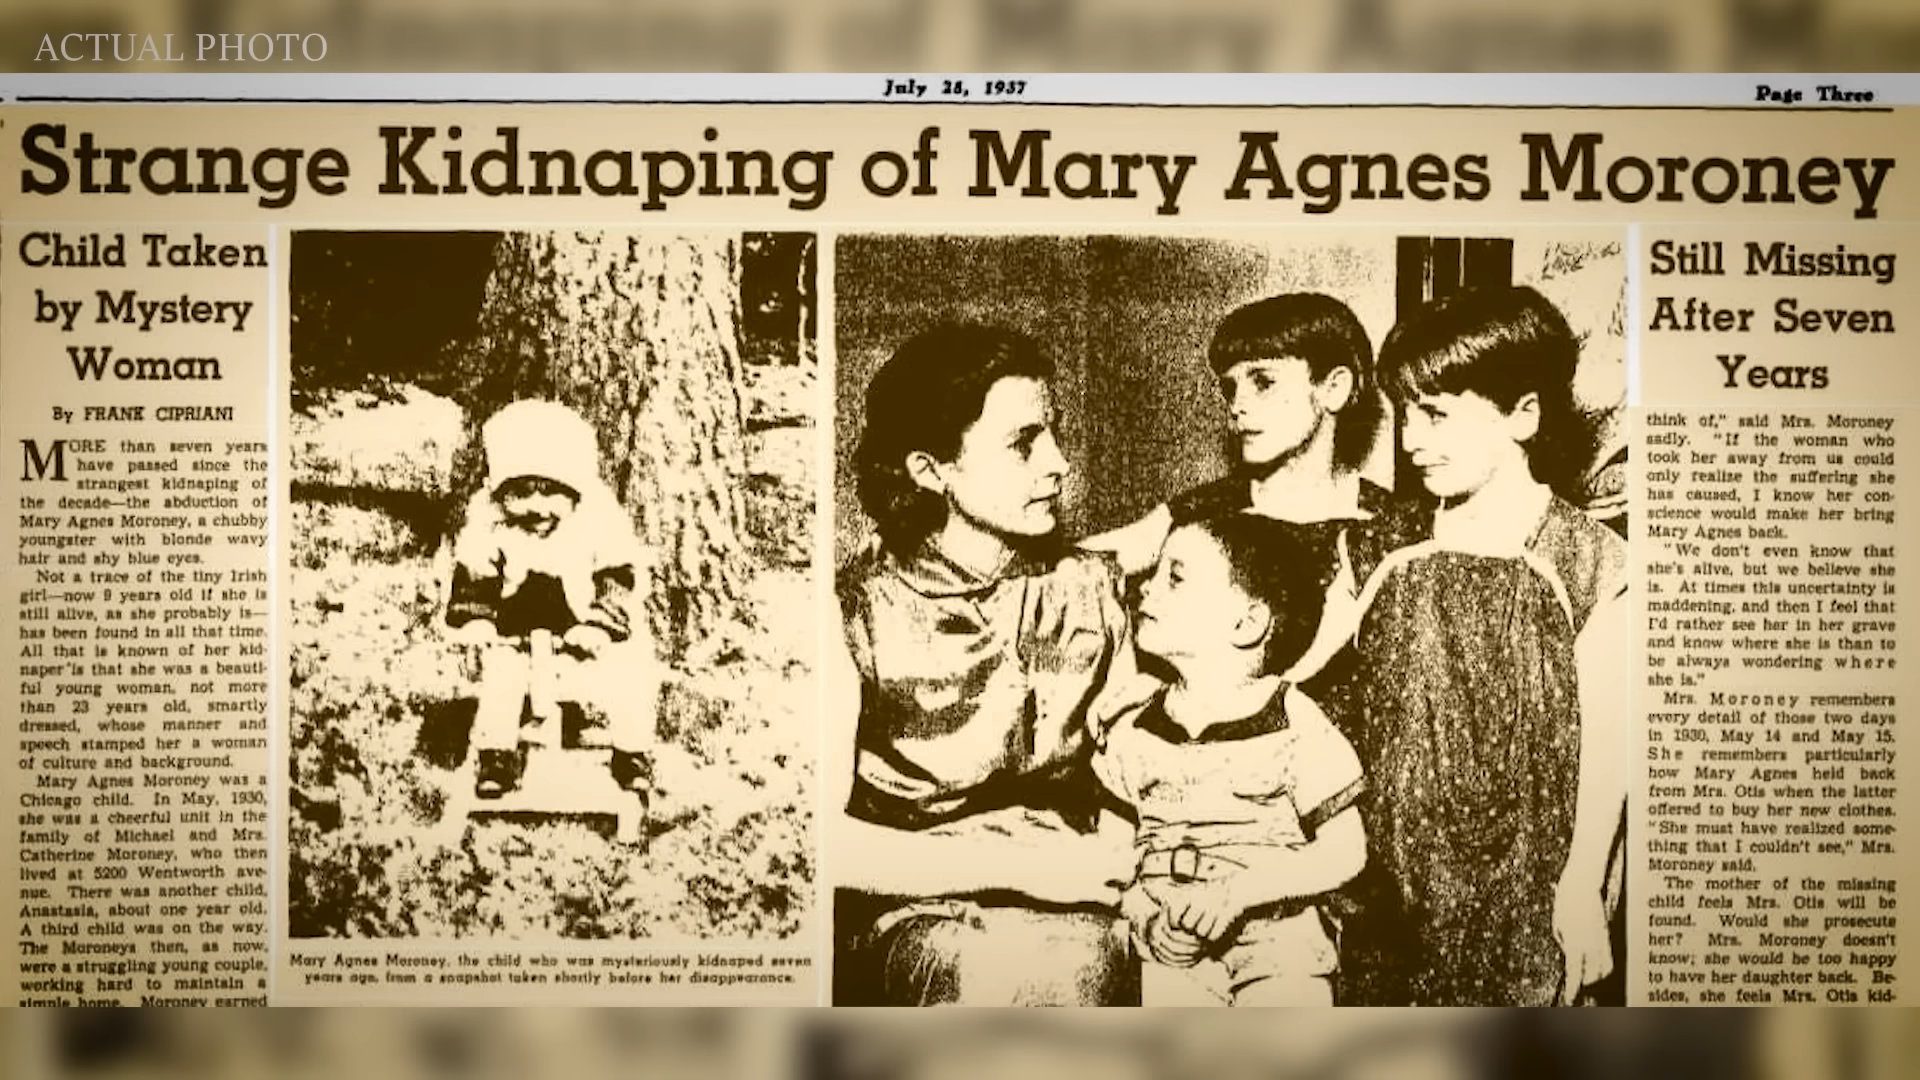 ACTUAL PHOTO
July 25, 1937
Page Three
Strange Kidnaping of Mary Agnes Moroney
Child Taken
by Mystery
Woman
By FRANK CIPRIANI
MORE than seven years
have passed since the
strangest kidnaping of
the decade—the abduction of
Mary Agnes Moroney, a chubby
youngster with blonde wavy
hair and shy blue eyes.
Not a trace of the tiny Irish
girl—now 9 years old if she is
still alive, as she probably is—
has been found in all that time.
All that is known of her kid-
naper is that she was a beauti-
ful young woman, not more
than 23 years old, smartly
dressed, whose manner and
speech stamped her a woman
of culture and background.
Mary Agnes Moroney was a
Chicago child. In May, 1930,
she was a cheerful unit in the
family of Michael and Mrs.
Catherine Moroney, who then
lived at 5200 Wentworth ave-
nue. There was another child,
Anastasia, about one year old.
A third child was on the way.
The Moroneys then, as now,
were a struggling young couple,
working hard to maintain a
simple home. Moroney earned
Mary Agnes Moroney, the child who was mysteriously kidnaped seven
years ago, from a snapshot taken shortly before her disappearance.
Still Missing
After Seven
Years
think of," said Mrs. Moroney
sadly. "If the woman who
took her away from us could
only realize the suffering she
has caused, I know her con-
science would make her bring
Mary Agnes back.
"We don't even know that
she's alive, but we believe she
is. At times this uncertainty is
maddening, and then I feel that
I'd rather see her in her grave
and know where she is than to
be always wondering where
she is."
Mrs. Moroney remembers
every detail of those two days
in 1930, May 14 and May 15.
She remembers particularly
how Mary Agnes held back
from Mrs. Otis when the latter
offered to buy her new clothes.
"She must have realized some-
thing that I couldn't see," Mrs.
Moroney said.
The mother of the missing
child feels Mrs. Otis will be
found. Would she prosecute
her? Mrs. Moroney doesn't
know; she would be too happy
to have her daughter back. Be-
sides, she feels Mrs. Otis kid-